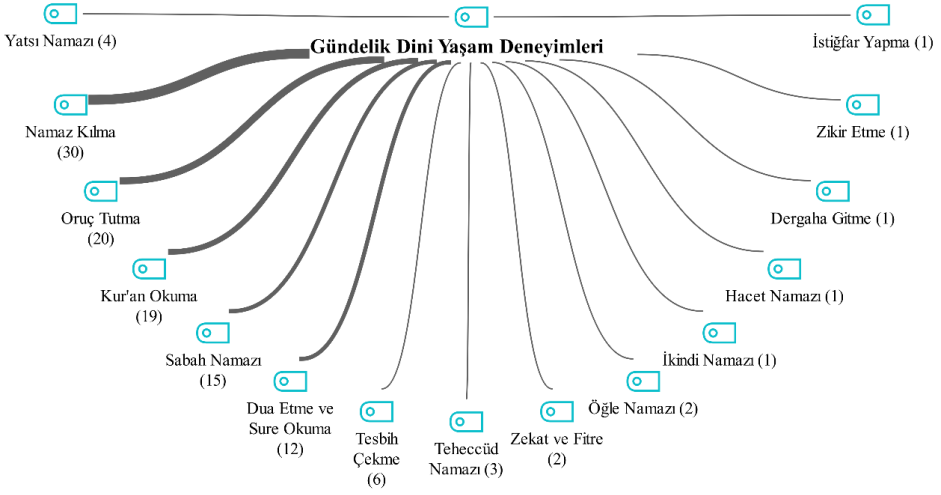 Yatsı Namazı (4)
İstiğfar Yapma (1)
Gündelik Dini Yaşam Deneyimleri
Namaz Kılma
(30)
Zikir Etme (1)
Oruç Tutma
(20)
Dergaha Gitme (1)
Kur'an Okuma
(19)
Hacet Namazı (1)
Sabah Namazı
(15)
İkindi Namazı (1)
Dua Etme ve
Sure Okuma
(12)
Tesbih
Çekme
(6)
Teheccüd
Namazı (3)
Zekat ve Fitre
(2)
Öğle Namazı (2)